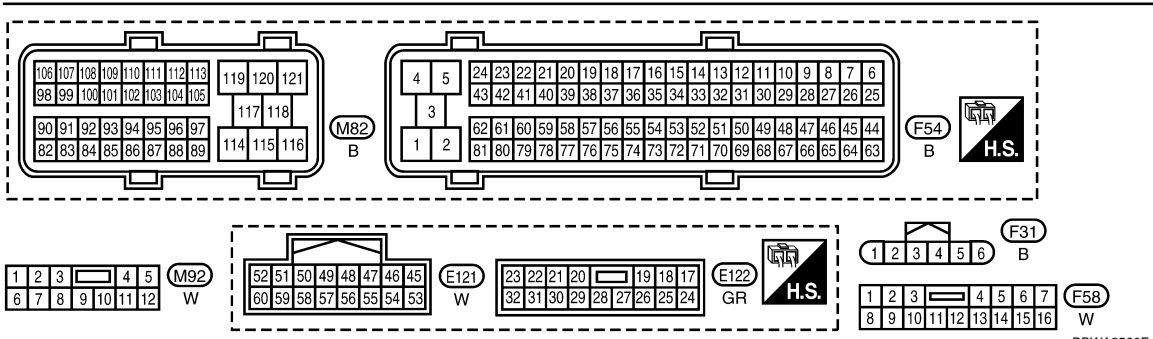 106 107 108 109 110 111 112 113 119 120 121
98 99 100 101 102 103 104 105
117 118
90 91 92 93 94 95 96 97
82 83 84 85 86 87 88 89 114 115 116
M82
B
4 5 24 23 22 21 20 19 18 17 16 15 14 13 12 11 10 9 8 7 6
43 42 41 40 39 38 37 36 35 34 33 32 31 30 29 28 27 26 25
3
62 61 60 59 58 57 56 55 54 53 52 51 50 49 48 47 46 45 44
1 2 81 80 79 78 77 76 75 74 73 72 71 70 69 68 67 66 65 64 63
F54
B
H.S.
1 2 3 4 5
6 7 8 9 10 11 12
M92
W
52 51 50 49 48 47 46 45
60 59 58 57 56 55 54 53
E121
W
23 22 21 20 19 18 17
32 31 30 29 28 27 26 25 24
E122
GR
H.S.
1 2 3 4 5 6
F31
B
1 2 3 4 5 6 7
8 9 10 11 12 13 14 15 16
F58
W